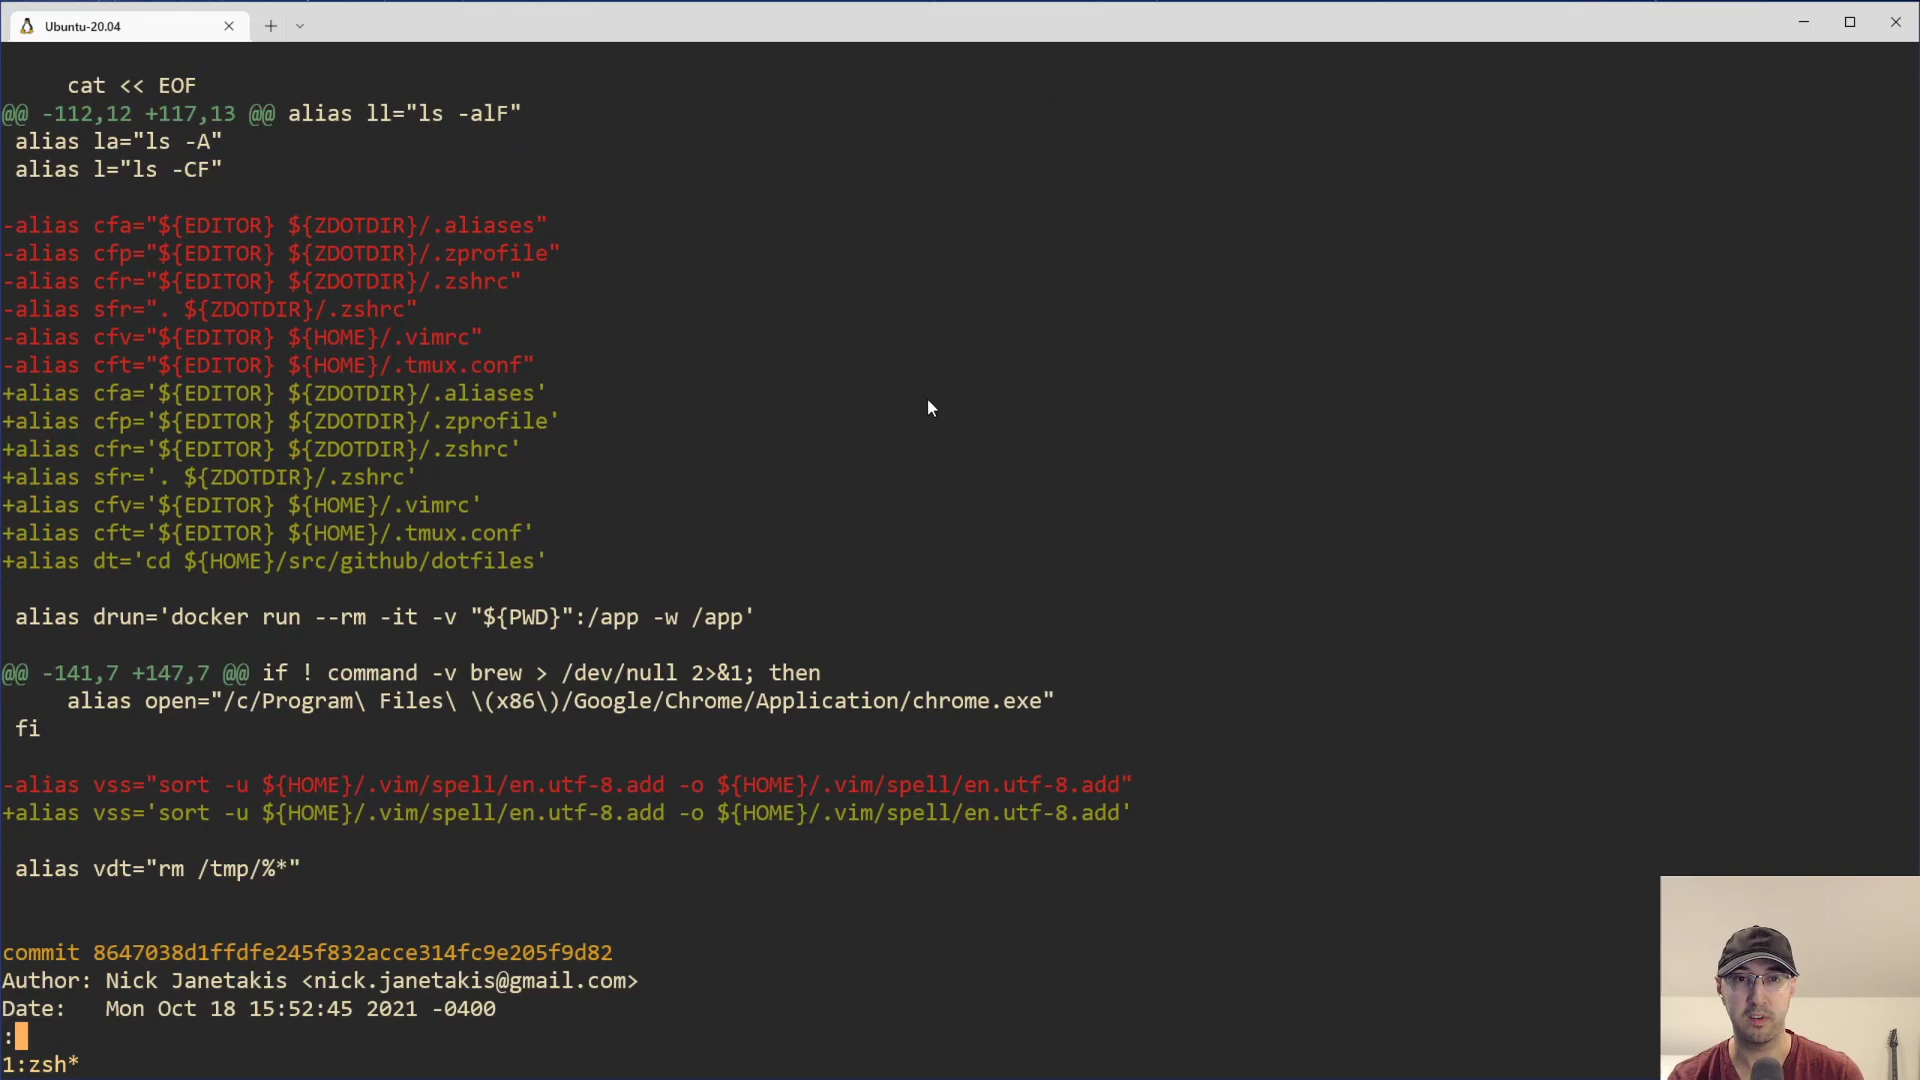 Ubuntu-20.04
cat << EOF
@@ -112,12 +117,13 @@ alias ll="ls -alF"
alias la="ls -A"
alias l="ls -CF"
-alias cfa="${EDITOR} ${ZDOTDIR}/.aliases"
-alias cfp="${EDITOR} ${ZDOTDIR}/.zprofile"
-alias cfr="${EDITOR} ${ZDOTDIR}/.zshrc"
-alias sfr=". ${ZDOTDIR}/.zshrc"
-alias cfv="${EDITOR} ${HOME}/.vimrc"
-alias cft="${EDITOR} ${HOME}/.tmux.conf"
+alias cfa='${EDITOR} ${ZDOTDIR}/.aliases'
+alias cfp='${EDITOR} ${ZDOTDIR}/.zprofile'
+alias cfr='${EDITOR} ${ZDOTDIR}/.zshrc'
+alias sfr='. ${ZDOTDIR}/.zshrc'
+alias cfv='${EDITOR} ${HOME}/.vimrc'
+alias cft='${EDITOR} ${HOME}/.tmux.conf'
+alias dt='cd ${HOME}/src/github/dotfiles'
alias drun='docker run --rm -it -v "${PWD}":/app -w /app'
@@ -141,7 +147,7 @@ if ! command -v brew > /dev/null 2>&1; then
alias open="/c/Program\ Files\ \(x86\)/Google/Chrome/Application/chrome.exe"
fi
-alias vss="sort -u ${HOME}/.vim/spell/en.utf-8.add -o ${HOME}/.vim/spell/en.utf-8.add"
+alias vss='sort -u ${HOME}/.vim/spell/en.utf-8.add -o ${HOME}/.vim/spell/en.utf-8.add'
alias vdt="rm /tmp/%*"
commit 8647038d1ffdfe245f832acce314fc9e205f9d82
Author: Nick Janetakis <nick.janetakis@gmail.com>
Date: Mon Oct 18 15:52:45 2021 -0400
:
1:zsh*